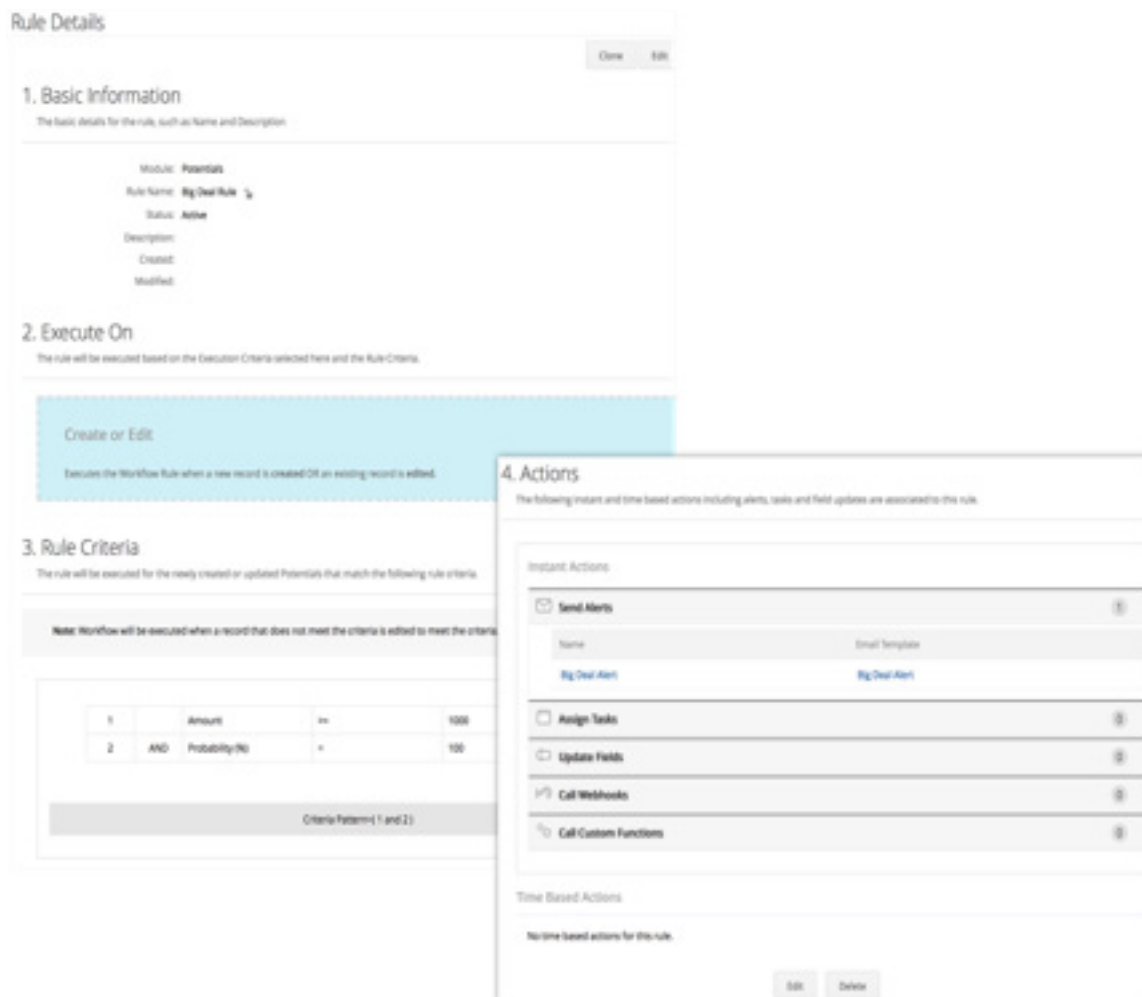 Rule Details
Clone Edit
1. Basic Information
The basic details for the rule, such as Name and Description
Module: Potentials
Rule Name: Big Deal Rule
Status: Active
Description:
Created:
Modified:
2. Execute On
The rule will be executed based on the Execution Criteria selected here and the Rule Criteria.
Create or Edit
Executes the Workflow Rule when a new record is created OR an existing record is edited.
3. Rule Criteria
The rule will be executed for the newly created or updated Potentials that match the following rule criteria.
Note: Workflow will be executed when a record that does not meet the criteria is edited to meet the criteria.
1 Amount >= 1000
2 AND Probability (%) = 100
Criteria Pattern=( 1 and 2 )
4. Actions
The following instant and time based actions including alerts, tasks and field updates are associated to this rule.
Instant Actions
Send Alerts 1
Name Email Template
Big Deal Alert Big Deal Alert
Assign Tasks 0
Update Fields 0
Call Webhooks 0
Call Custom Functions 0
Time Based Actions
No time based actions for this rule.
Edit Delete